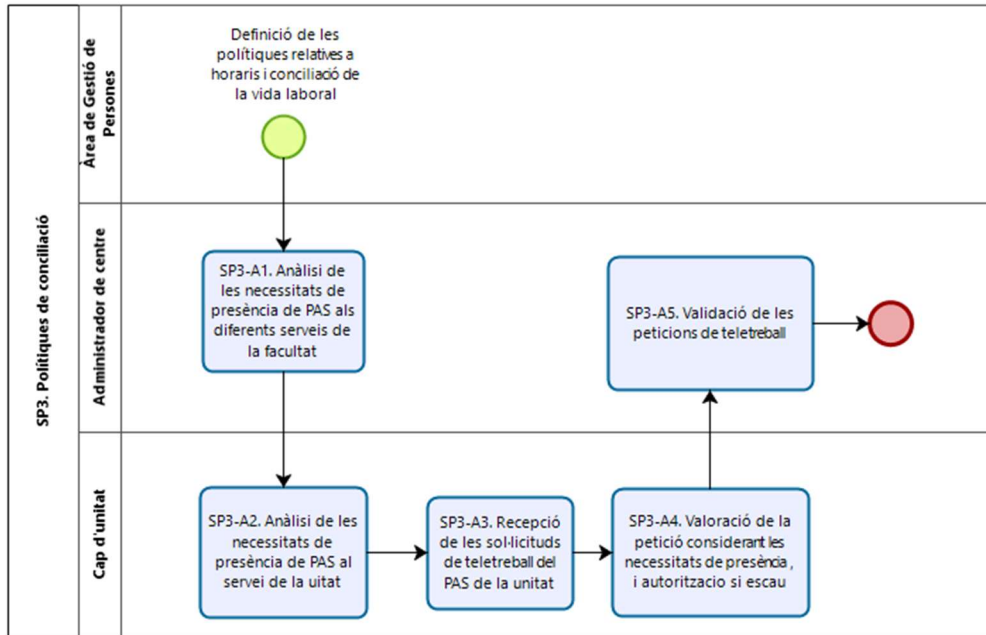 SP3. Polítiques de conciliació
Àrea de Gestió de
Persones
Definició de les
polítiques relatives a
horaris i conciliació de
la vida laboral
Administrador de centre
SP3-A1. Anàlisi de
les necessitats de
presència de PAS als
diferents serveis de
la facultat
SP3-A5. Validació de les
peticions de teletreball
Cap d'unitat
SP3-A2. Anàlisi de les
necessitats de
presència de PAS al
servei de la uitat
SP3-A3. Recepció
de les sol·licituds
de teletreball del
PAS de la unitat
SP3-A4. Valoració de la
petició considerant les
necessitats de presència,
i autorització si escau